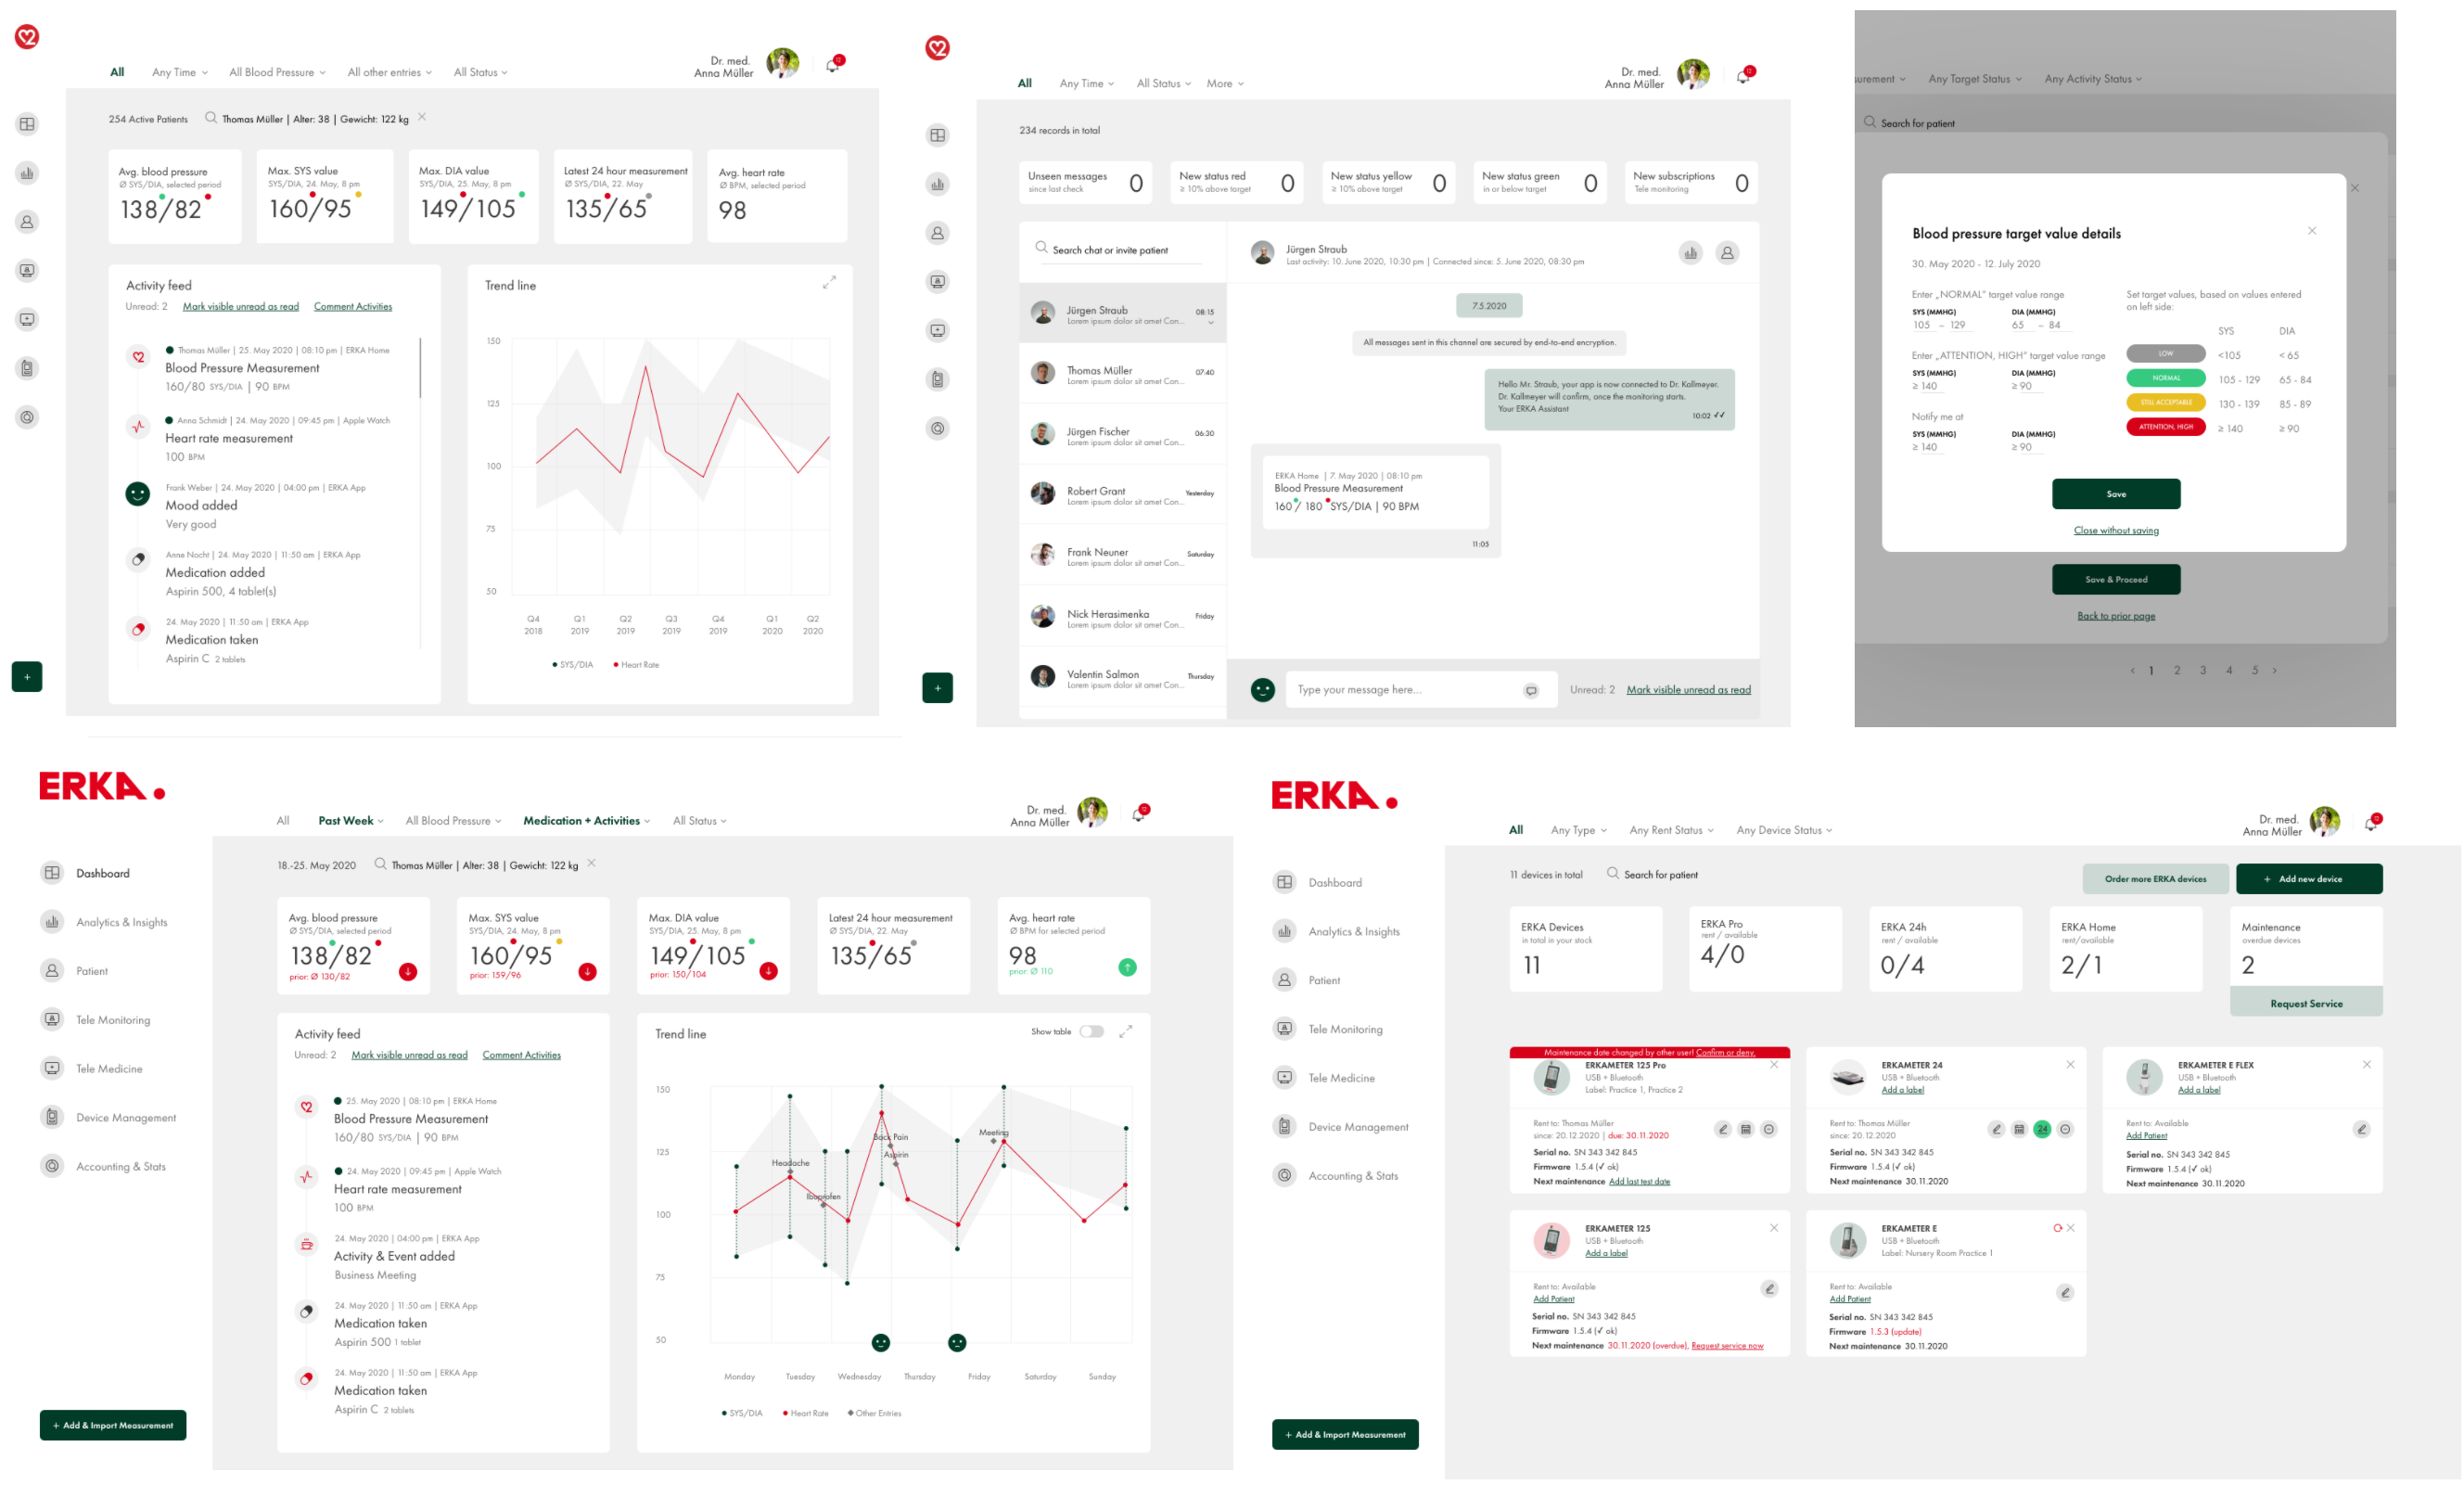 All Any Time All Blood Pressure All other entries All Status
Dr. med.
Anna Müller
254 Active Patients Thomas Müller | Alter: 38 | Gewicht: 122 kg
Avg. blood pressure
Ø SYS/DIA, selected period
138/82
Max. SYS value
SYS/DIA, 24. May, 8 pm
160/95
Max. DIA value
SYS/DIA, 25. May, 8 pm
149/105
Latest 24 hour measurement
Ø SYS/DIA, 22. May
135/65
Avg. heart rate
Ø BPM, selected period
98
Activity feed
Unread: 2 Mark visible unread as read Comment Activities
Thomas Müller | 25. May 2020 | 08:10 pm | ERKA Home
Blood Pressure Measurement
160/80 SYS/DIA | 90 BPM
Anna Schmidt | 24. May 2020 | 09:45 pm | Apple Watch
Heart rate measurement
100 BPM
Frank Weber | 24. May 2020 | 04:00 pm | ERKA App
Mood added
Very good
Anne Nacht | 24. May 2020 | 11:50 am | ERKA App
Medication added
Aspirin 500, 4 tablet(s)
24. May 2020 | 11:50 am | ERKA App
Medication taken
Aspirin C 2 tablets
+
Trend line
150
125
100
75
50
Q4 Q1 Q2 Q3 Q4 Q1 Q2
2018 2019 2019 2019 2019 2020 2020
SYS/DIA Heart Rate
All Any Time All Status More
Dr. med.
Anna Müller
234 records in total
Unseen messages
since last check
0
New status red
≥ 10% above target
0
New status yellow
≥ 10% above target
0
New status green
in or below target
0
New subscriptions
Tele monitoring
0
Search chat or invite patient
Jürgen Straub 08:15
Lorem ipsum dolor sit amet Con...
Thomas Müller 07:40
Lorem ipsum dolor sit amet Con...
Jürgen Fischer 06:30
Lorem ipsum dolor sit amet Con...
Robert Grant Yesterday
Lorem ipsum dolor sit amet Con...
Frank Neuner Saturday
Lorem ipsum dolor sit amet Con...
Nick Herasimenka Friday
Lorem ipsum dolor sit amet Con...
Valentin Salmon Thursday
Lorem ipsum dolor sit amet Con...
+
Jürgen Straub
Last activity: 10. June 2020, 10:30 pm | Connected since: 5. June 2020, 08:30 pm
7.5.2020
All messages sent in this channel are secured by end-to-end encryption.
Hello Mr. Straub, your app is now connected to Dr. Kallmeyer.
Dr. Kallmeyer will confirm, once the monitoring starts.
Your ERKA Assistant
10:02 ✓✓
ERKA Home | 7. May 2020 | 08:10 pm
Blood Pressure Measurement
160 / 180 SYS/DIA | 90 BPM
11:05
Type your message here...
Unread: 2 Mark visible unread as read
urement Any Target Status Any Activity Status
Search for patient
Blood pressure target value details
30. May 2020 - 12. July 2020
Enter „NORMAL" target value range
SYS (MMHG) DIA (MMHG)
105 – 129 65 – 84
Enter „ATTENTION, HIGH" target value range
SYS (MMHG) DIA (MMHG)
≥ 140 ≥ 90
Notify me at
SYS (MMHG) DIA (MMHG)
≥ 140 ≥ 90
Set target values, based on values entered
on left side:
SYS DIA
LOW <105 < 65
NORMAL 105 - 129 65 - 84
STILL ACCEPTABLE 130 - 139 85 - 89
ATTENTION, HIGH ≥ 140 ≥ 90
Save
Close without saving
Save & Proceed
Back to prior page
< 1 2 3 4 5 >
ERKA.
All Past Week All Blood Pressure Medication + Activities All Status
Dr. med.
Anna Müller
Dashboard
Analytics & Insights
Patient
Tele Monitoring
Tele Medicine
Device Management
Accounting & Stats
+ Add & Import Measurement
18.-25. May 2020 Thomas Müller | Alter: 38 | Gewicht: 122 kg
Avg. blood pressure
Ø SYS/DIA, selected period
138/82
prior: Ø 130/82
Max. SYS value
SYS/DIA, 24. May, 8 pm
160/95
prior: 159/96
Max. DIA value
SYS/DIA, 25. May, 8 pm
149/105
prior: 150/104
Latest 24 hour measurement
Ø SYS/DIA, 22. May
135/65
Avg. heart rate
Ø BPM for selected period
98
prior: Ø 110
Activity feed
Unread: 2 Mark visible unread as read Comment Activities
25. May 2020 | 08:10 pm | ERKA Home
Blood Pressure Measurement
160/80 SYS/DIA | 90 BPM
24. May 2020 | 09:45 pm | Apple Watch
Heart rate measurement
100 BPM
24. May 2020 | 04:00 pm | ERKA App
Activity & Event added
Business Meeting
24. May 2020 | 11:50 am | ERKA App
Medication taken
Aspirin 500 1 tablet
24. May 2020 | 11:50 am | ERKA App
Medication taken
Aspirin C 2 tablets
Trend line
Show table
150
125
100
75
50
Headache
Ibuprofen
Back Pain
Aspirin
Meeting
Monday Tuesday Wednesday Thursday Friday Saturday Sunday
SYS/DIA Heart Rate Other Entries
ERKA.
All Any Type Any Rent Status Any Device Status
Dr. med.
Anna Müller
Dashboard
Analytics & Insights
Patient
Tele Monitoring
Tele Medicine
Device Management
Accounting & Stats
+ Add & Import Measurement
11 devices in total Search for patient
Order more ERKA devices
+ Add new device
ERKA Devices
in total in your stock
11
ERKA Pro
rent / available
4/0
ERKA 24h
rent / available
0/4
ERKA Home
rent/available
2/1
Maintenance
overdue devices
2
Request Service
Maintenance date changed by other user! Confirm or deny.
ERKAMETER 125 Pro
USB + Bluetooth
Label: Practice 1, Practice 2
Rent to: Thomas Müller
since: 20.12.2020 | due: 30.11.2020
Serial no. SN 343 342 845
Firmware 1.5.4 (✓ ok)
Next maintenance Add last test date
ERKAMETER 24
USB + Bluetooth
Add a label
Rent to: Thomas Müller
since: 20.12.2020
24
Serial no. SN 343 342 845
Firmware 1.5.4 (✓ ok)
Next maintenance 30.11.2020
ERKAMETER E FLEX
USB + Bluetooth
Add a label
Rent to: Available
Add Patient
Serial no. SN 343 342 845
Firmware 1.5.4 (✓ ok)
Next maintenance 30.11.2020
ERKAMETER 125
USB + Bluetooth
Add a label
Rent to: Available
Add Patient
Serial no. SN 343 342 845
Firmware 1.5.4 (✓ ok)
Next maintenance 30.11.2020 (overdue), Request service now
ERKAMETER E
USB + Bluetooth
Label: Nursery Room Practice 1
Rent to: Available
Add Patient
Serial no. SN 343 342 845
Firmware 1.5.3 (update)
Next maintenance 30.11.2020